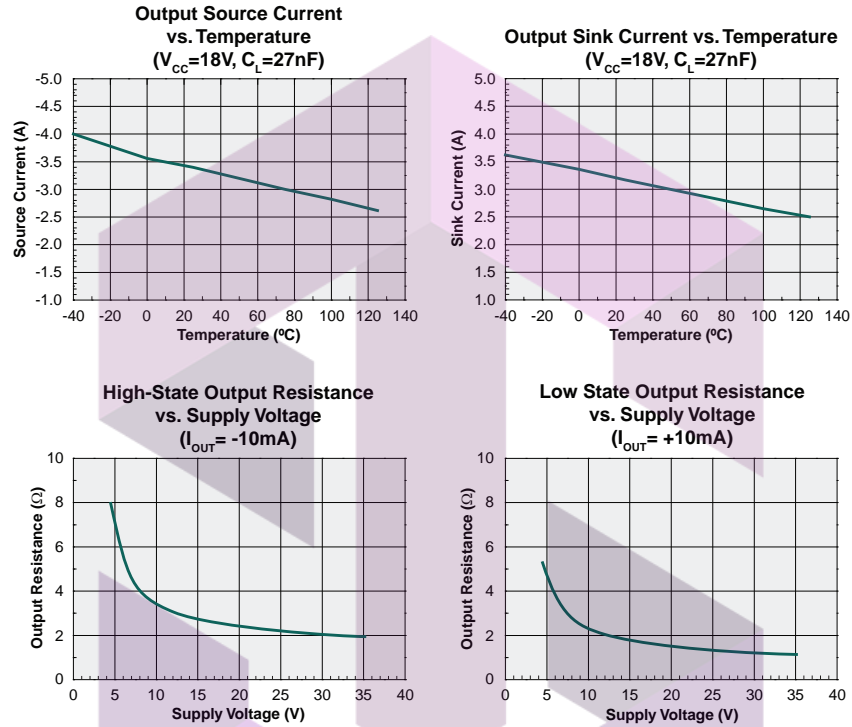 Output Source Current
vs. Temperature
(VCC=18V, CL=27nF)
-5.0
-5.0
-4.0
-3.5
-3.0
-2.5
-2.0
-1.5
-1.0
Source Current (A)
-40 -20 0 20 40 60 80 100 120 140
Temperature (ºC)
Output Sink Current vs. Temperature
(VCC=18V, CL=27nF)
5.0
4.5
4.0
3.5
3.0
2.5
2.0
1.5
1.0
Sink Current (A)
-40 -20 0 20 40 60 80 100 120 140
Temperature (ºC)
High-State Output Resistance
vs. Supply Voltage
(IOUT= -10mA)
10
8
6
4
2
0
Output Resistance (Ω)
0 5 10 15 20 25 30 35 40
Supply Voltage (V)
Low State Output Resistance
vs. Supply Voltage
(IOUT= +10mA)
10
8
6
4
2
0
Output Resistance (Ω)
0 5 10 15 20 25 30 35 40
Supply Voltage (V)